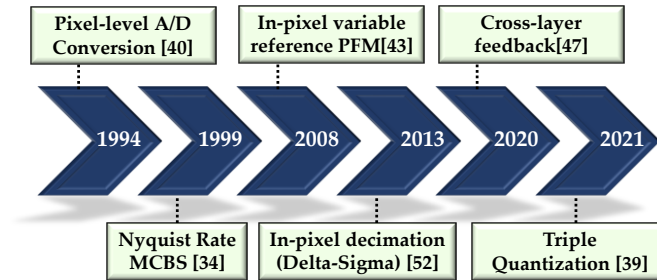 Pixel-level A/D
Conversion [40]
In-pixel variable
reference PFM[43]
Cross-layer
feedback[47]
1994
1999
2008
2013
2020
2021
Nyquist Rate
MCBS [34]
In-pixel decimation
(Delta-Sigma) [52]
Triple
Quantization [39]